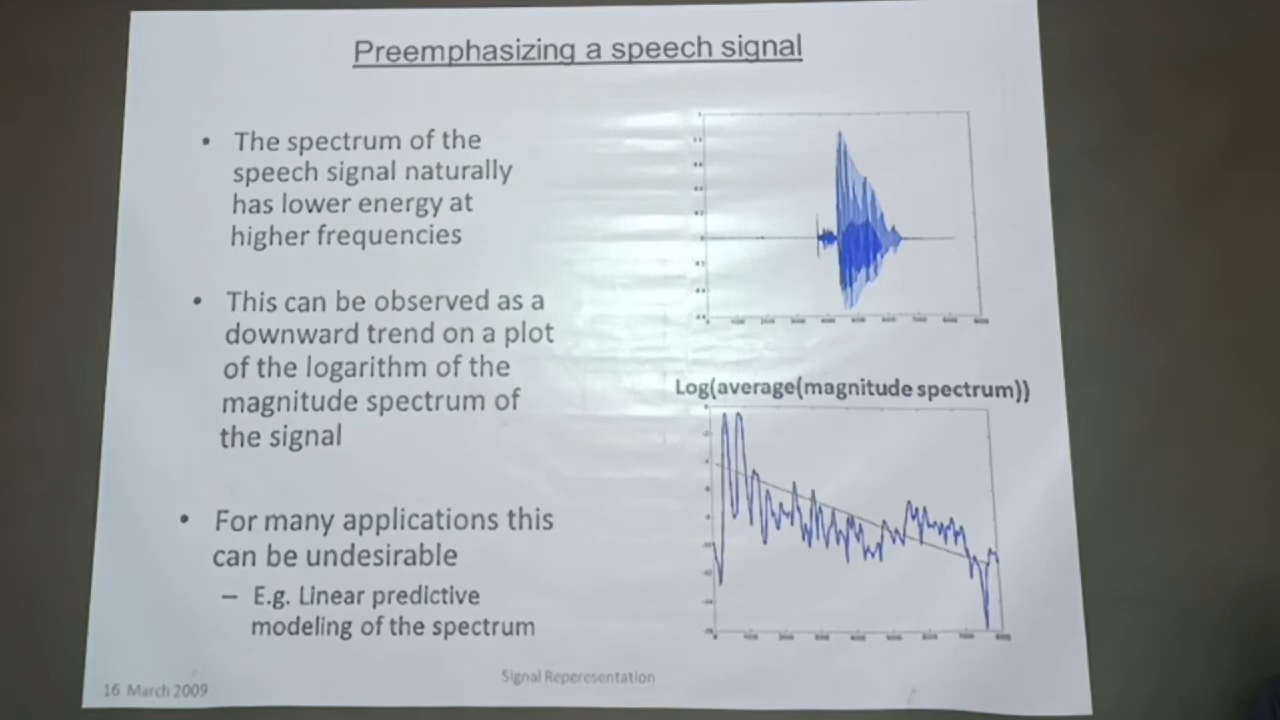 Preemphasizing a speech signal
• The spectrum of the
speech signal naturally
has lower energy at
higher frequencies
• This can be observed as a
downward trend on a plot
of the logarithm of the
magnitude spectrum of
the signal
• For many applications this
can be undesirable
– E.g. Linear predictive
modeling of the spectrum
Log(average(magnitude spectrum))
16 March 2009
Signal Reperesentation